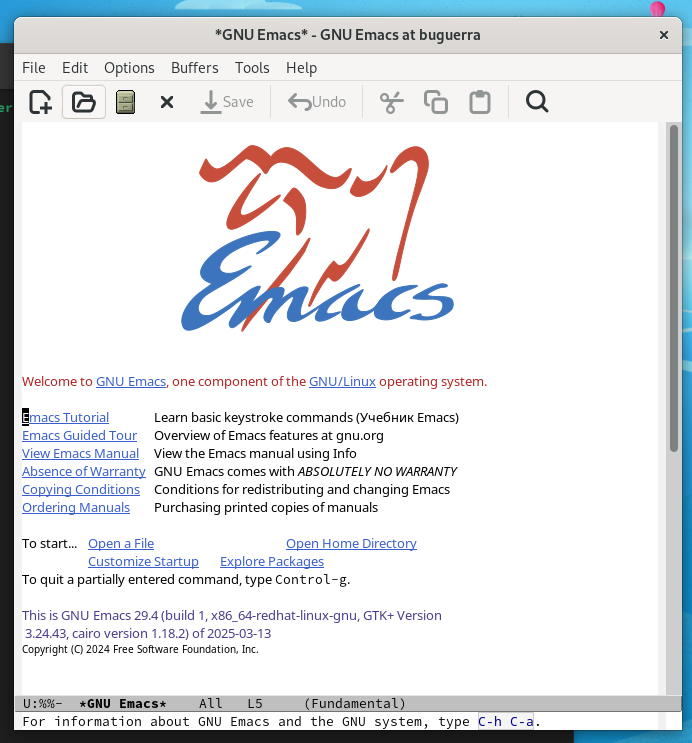 *GNU Emacs* - GNU Emacs at buguerra
File Edit Options Buffers Tools Help
Save Undo
er
Emacs
Welcome to GNU Emacs, one component of the GNU/Linux operating system.
Emacs Tutorial Learn basic keystroke commands (Учебник Emacs)
Emacs Guided Tour Overview of Emacs features at gnu.org
View Emacs Manual View the Emacs manual using Info
Absence of Warranty GNU Emacs comes with ABSOLUTELY NO WARRANTY
Copying Conditions Conditions for redistributing and changing Emacs
Ordering Manuals Purchasing printed copies of manuals
To start... Open a File Open Home Directory
Customize Startup Explore Packages
To quit a partially entered command, type Control-g.
This is GNU Emacs 29.4 (build 1, x86_64-redhat-linux-gnu, GTK+ Version
3.24.43, cairo version 1.18.2) of 2025-03-13
Copyright (C) 2024 Free Software Foundation, Inc.
U:%%- *GNU Emacs* All L5 (Fundamental)
For information about GNU Emacs and the GNU system, type C-h C-a.